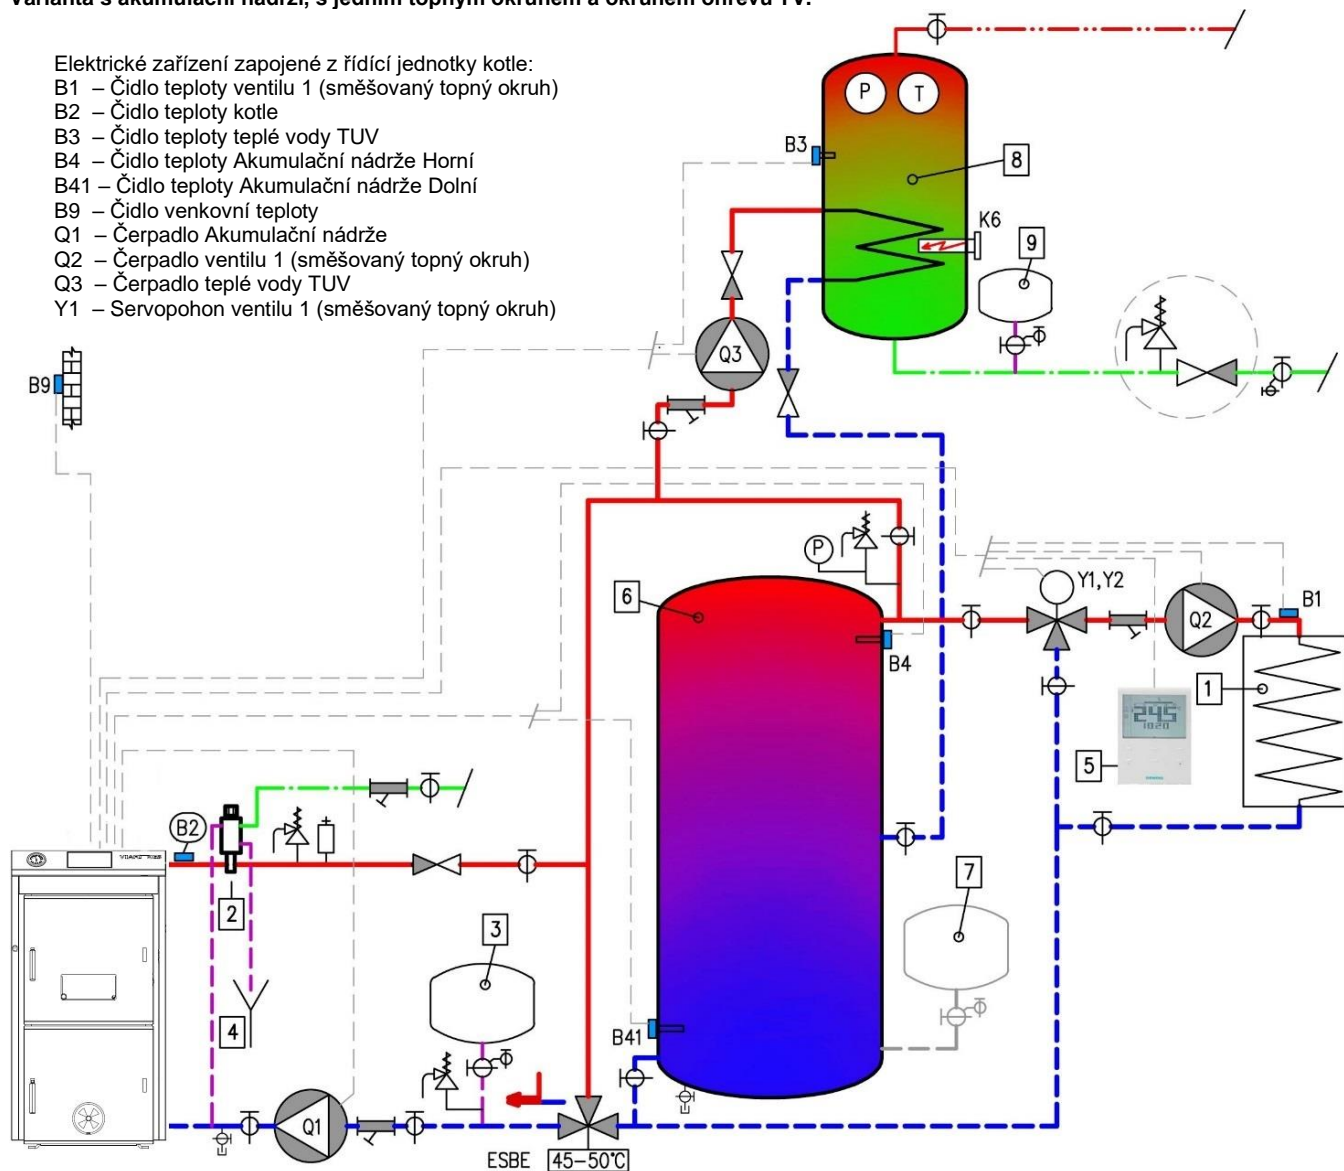 Varianta s akumulační nádrží, s jedním topným okruhem a okruhem ohřevu TV.
Elektrické zařízení zapojené z řídící jednotky kotle:
B1 – Čidlo teploty ventilu 1 (směšovaný topný okruh)
B2 – Čidlo teploty kotle
B3 – Čidlo teploty teplé vody TUV
B4 – Čidlo teploty Akumulační nádrže Horní
B41 – Čidlo teploty Akumulační nádrže Dolní
B9 – Čidlo venkovní teploty
Q1 – Čerpadlo Akumulační nádrže
Q2 – Čerpadlo ventilu 1 (směšovaný topný okruh)
Q3 – Čerpadlo teplé vody TUV
Y1 – Servopohon ventilu 1 (směšovaný topný okruh)
P T
B3
8
K6
9
Q3
B9
P
6
Y1,Y2
B1
Q2
B4
1
24.5
18:20
5
B2
2
7
3
4
B41
Q1
ESBE 45–50°C